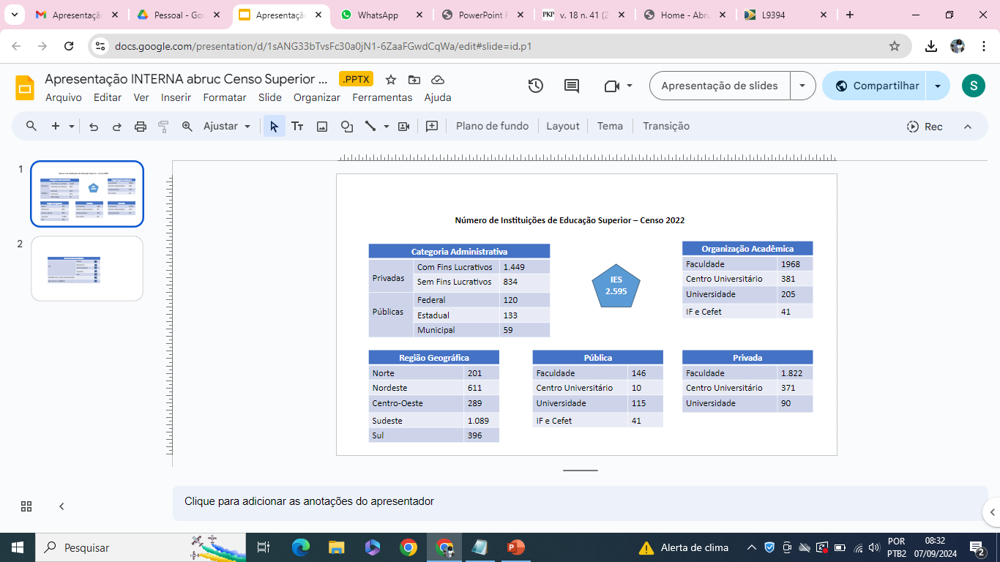 Apresentaçã
Pessoal - Goo
Apresentaçã
WhatsApp
PowerPoint P
PKP
v. 18 n. 41 (2
Home - Abru
L9394
docs.google.com/presentation/d/1sANG33bTvsFc30a0jN1-6ZaaFGwdCqWa/edit#slide=id.p1
Apresentação INTERNA abruc Censo Superior ...
.PPTX
Arquivo Editar Ver Inserir Formatar Slide Organizar Ferramentas Ajuda
Apresentação de slides
Compartilhar
S
Ajustar
Tт
Plano de fundo
Layout
Tema
Transição
Rec
1
2
Número de Instituições de Educação Superior – Censo 2022
Categoria Administrativa
Privadas
Com Fins Lucrativos 1.449
Sem Fins Lucrativos 834
Públicas
Federal 120
Estadual 133
Municipal 59
IES
2.595
Organização Acadêmica
Faculdade 1968
Centro Universitário 381
Universidade 205
IF e Cefet 41
Região Geográfica
Norte 201
Nordeste 611
Centro-Oeste 289
Sudeste 1.089
Sul 396
Pública
Faculdade 146
Centro Universitário 10
Universidade 115
IF e Cefet 41
Privada
Faculdade 1.822
Centro Universitário 371
Universidade 90
Clique para adicionar as anotações do apresentador
Pesquisar
Alerta de clima
POR
PTB2
08:32
07/09/2024
2